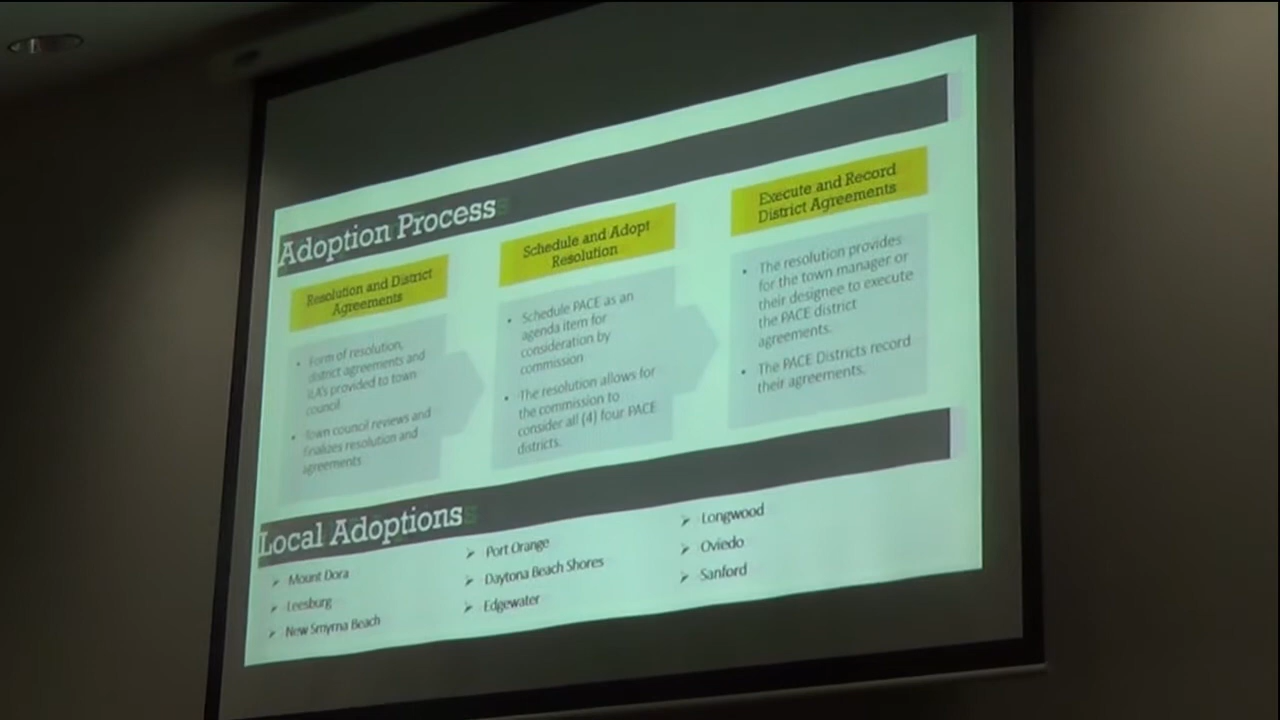 Adoption Process
Resolution and District
Agreements
• Form of resolution,
district agreements and
ILA's provided to town
council
• Town council reviews and
finalizes resolution and
agreements
Schedule and Adopt
Resolution
• Schedule PACE as an
agenda item for
consideration by
commission
• The resolution allows for
the commission to
consider all (4) four PACE
districts.
Execute and Record
District Agreements
• The resolution provides
for the town manager or
their designee to execute
the PACE district
agreements.
• The PACE Districts record
their agreements.
Local Adoptions
➢ Mount Dora
➢ Leesburg
➢ New Smyrna Beach
➢ Port Orange
➢ Daytona Beach Shores
➢ Edgewater
➢ Longwood
➢ Oviedo
➢ Sanford